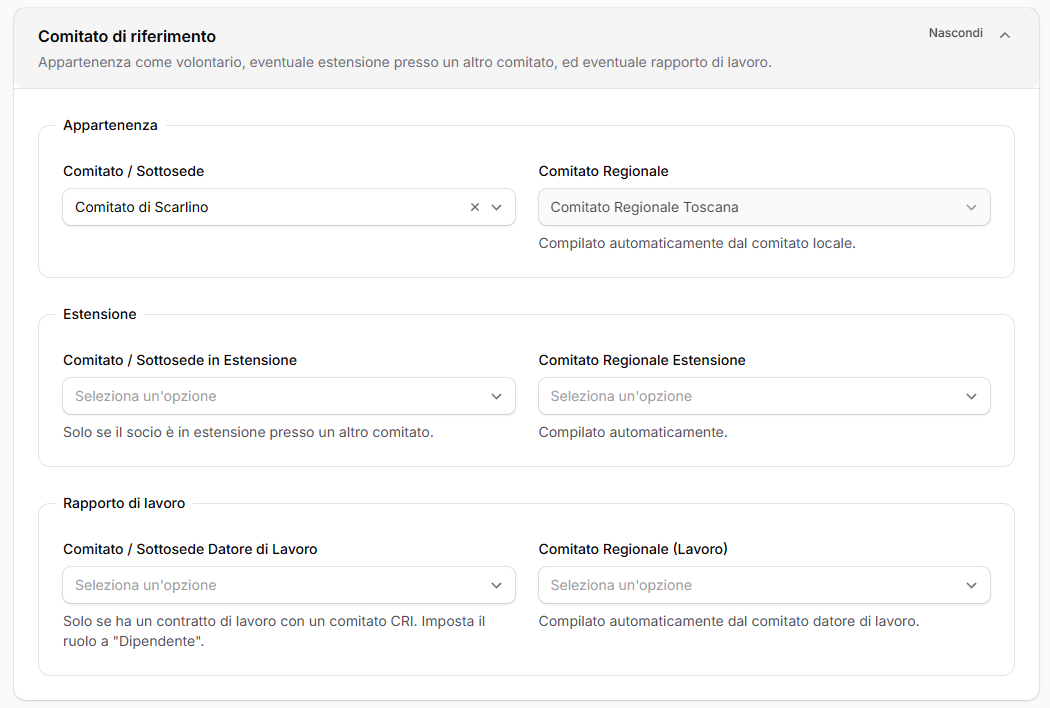 Comitato di riferimento
Nascondi
Appartenenza come volontario, eventuale estensione presso un altro comitato, ed eventuale rapporto di lavoro.
Appartenenza
Comitato / Sottosede
Comitato Regionale
Comitato di Scarlino
Comitato Regionale Toscana
Compilato automaticamente dal comitato locale.
Estensione
Comitato / Sottosede in Estensione
Comitato Regionale Estensione
Seleziona un'opzione
Seleziona un'opzione
Solo se il socio è in estensione presso un altro comitato.
Compilato automaticamente.
Rapporto di lavoro
Comitato / Sottosede Datore di Lavoro
Comitato Regionale (Lavoro)
Seleziona un'opzione
Seleziona un'opzione
Solo se ha un contratto di lavoro con un comitato CRI. Imposta il
ruolo a "Dipendente".
Compilato automaticamente dal comitato datore di lavoro.